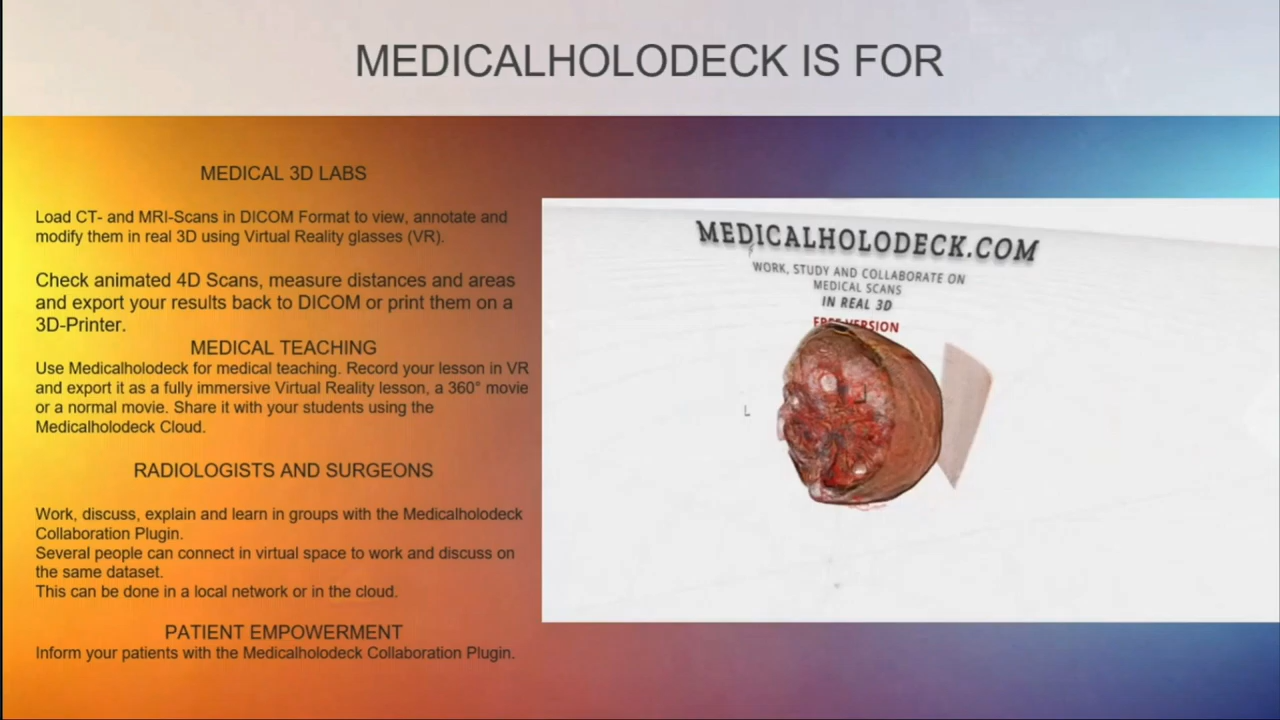 MEDICALHOLODECK IS FOR
MEDICAL 3D LABS
Load CT- and MRI-Scans in DICOM Format to view, annotate and
modify them in real 3D using Virtual Reality glasses (VR).
Check animated 4D Scans, measure distances and areas
and export your results back to DICOM or print them on a
3D-Printer.
MEDICAL TEACHING
Use Medicalholodeck for medical teaching. Record your lesson in VR
and export it as a fully immersive Virtual Reality lesson, a 360° movie
or a normal movie. Share it with your students using the
Medicalholodeck Cloud.
RADIOLOGISTS AND SURGEONS
Work, discuss, explain and learn in groups with the Medicalholodeck
Collaboration Plugin.
Several people can connect in virtual space to work and discuss on
the same dataset.
This can be done in a local network or in the cloud.
PATIENT EMPOWERMENT
Inform your patients with the Medicalholodeck Collaboration Plugin.
MEDICALHOLODECK.COM
WORK, STUDY AND COLLABORATE ON
MEDICAL SCANS
IN REAL 3D
FREE VERSION
L